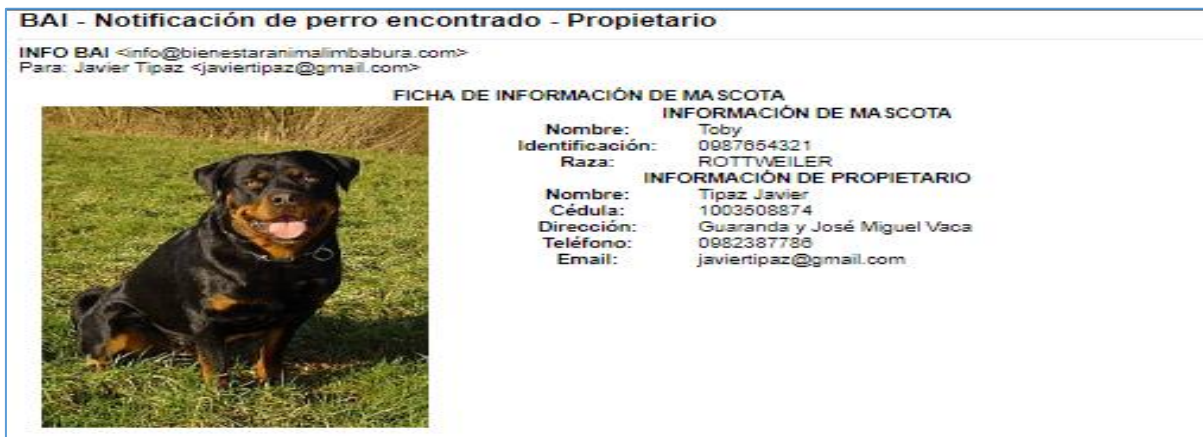 BAI - Notificación de perro encontrado - Propietario
INFO BAI <info@bienestaranimalimbabura.com>
Para: Javier Tipaz <javiertipaz@gmail.com>
FICHA DE INFORMACIÓN DE MASCOTA
INFORMACIÓN DE MASCOTA
Nombre: Toby
Identificación: 0987654321
Raza: ROTTWEILER
INFORMACIÓN DE PROPIETARIO
Nombre: Tipaz Javier
Cédula: 1003508874
Dirección: Guaranda y José Miguel Vaca
Teléfono: 0982387786
Email: javiertipaz@gmail.com